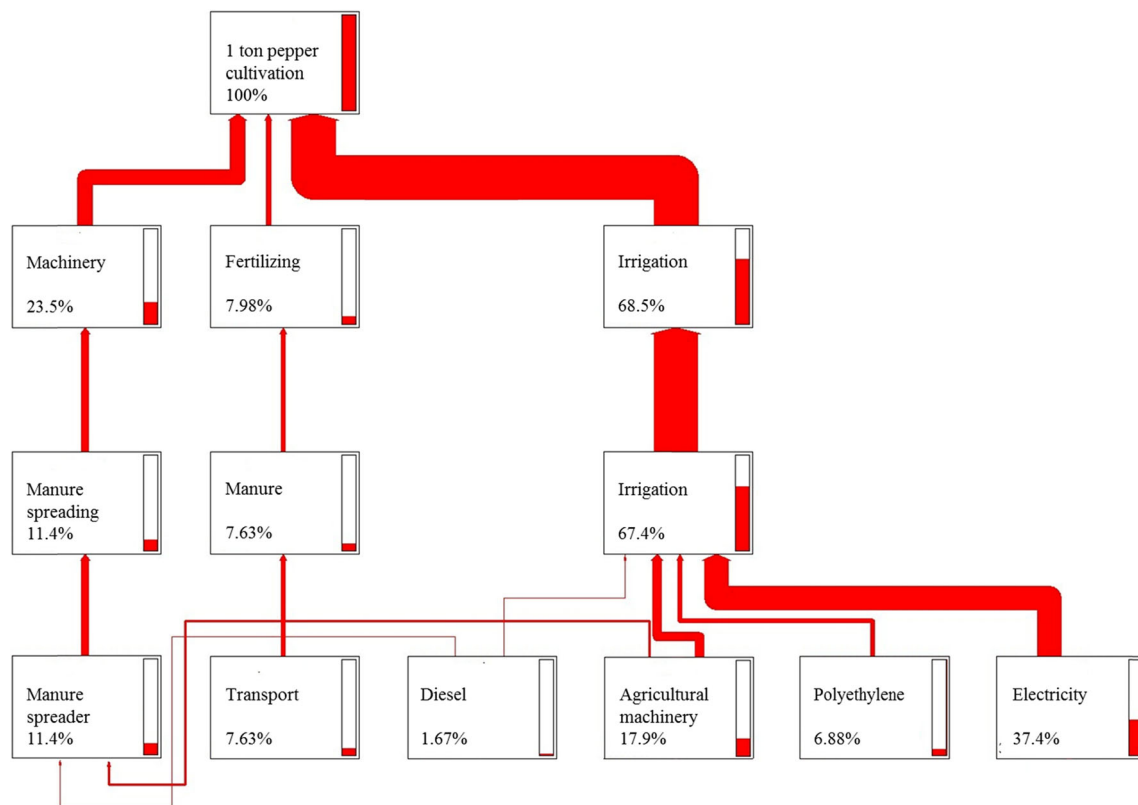 1 ton pepper
cultivation
100%
Machinery
23.5%
Fertilizing
7.98%
Irrigation
68.5%
Manure
spreading
11.4%
Manure
7.63%
Irrigation
67.4%
Manure
spreader
11.4%
Transport
7.63%
Diesel
1.67%
Agricultural
machinery
17.9%
Polyethylene
6.88%
Electricity
37.4%